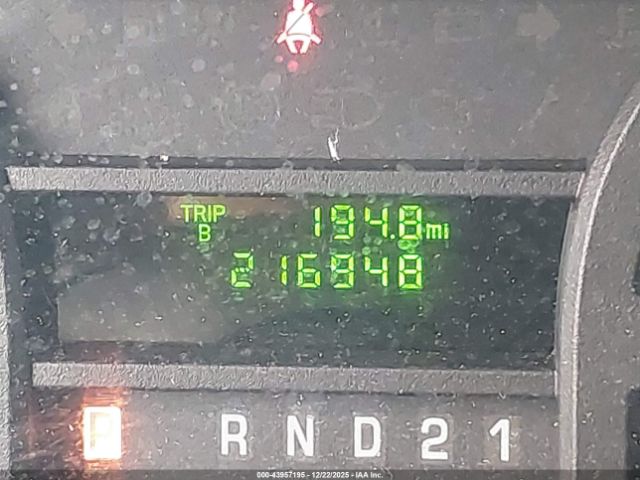 TRIP 194.8 mi
B
216948
P R N D 2 1
000-43957195 - 12/22/2025 - IAA Inc.